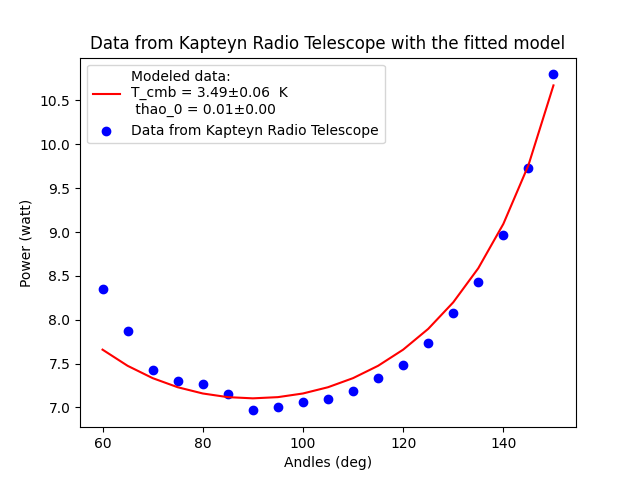 Data from Kapteyn Radio Telescope with the fitted model
Modeled data:
T_cmb = 3.49±0.06 K
thao_0 = 0.01±0.00
Data from Kapteyn Radio Telescope
10.5
10.0
9.5
9.0
8.5
8.0
7.5
7.0
Power (watt)
60
80
100
120
140
Andles (deg)